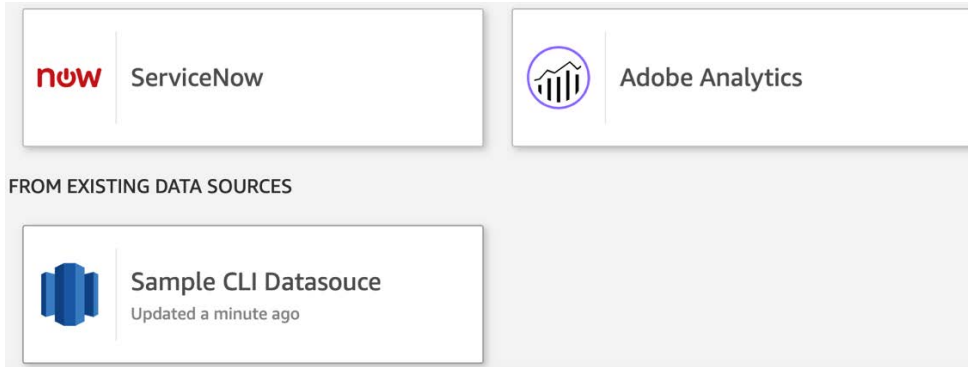 now
ServiceNow
Adobe Analytics
FROM EXISTING DATA SOURCES
Sample CLI Datasouce
Updated a minute ago